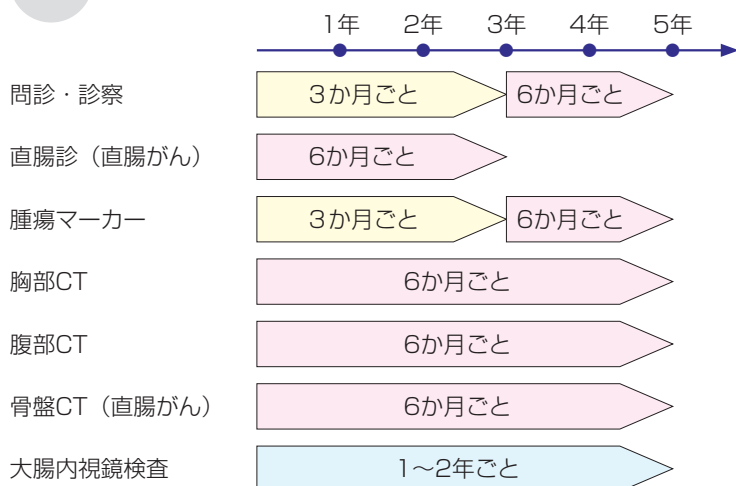 1年 2年 3年 4年 5年
問診・診察 3か月ごと 6か月ごと
直腸診（直腸がん） 6か月ごと
腫瘍マーカー 3か月ごと 6か月ごと
胸部CT 6か月ごと
腹部CT 6か月ごと
骨盤CT（直腸がん） 6か月ごと
大腸内視鏡検査 1〜2年ごと